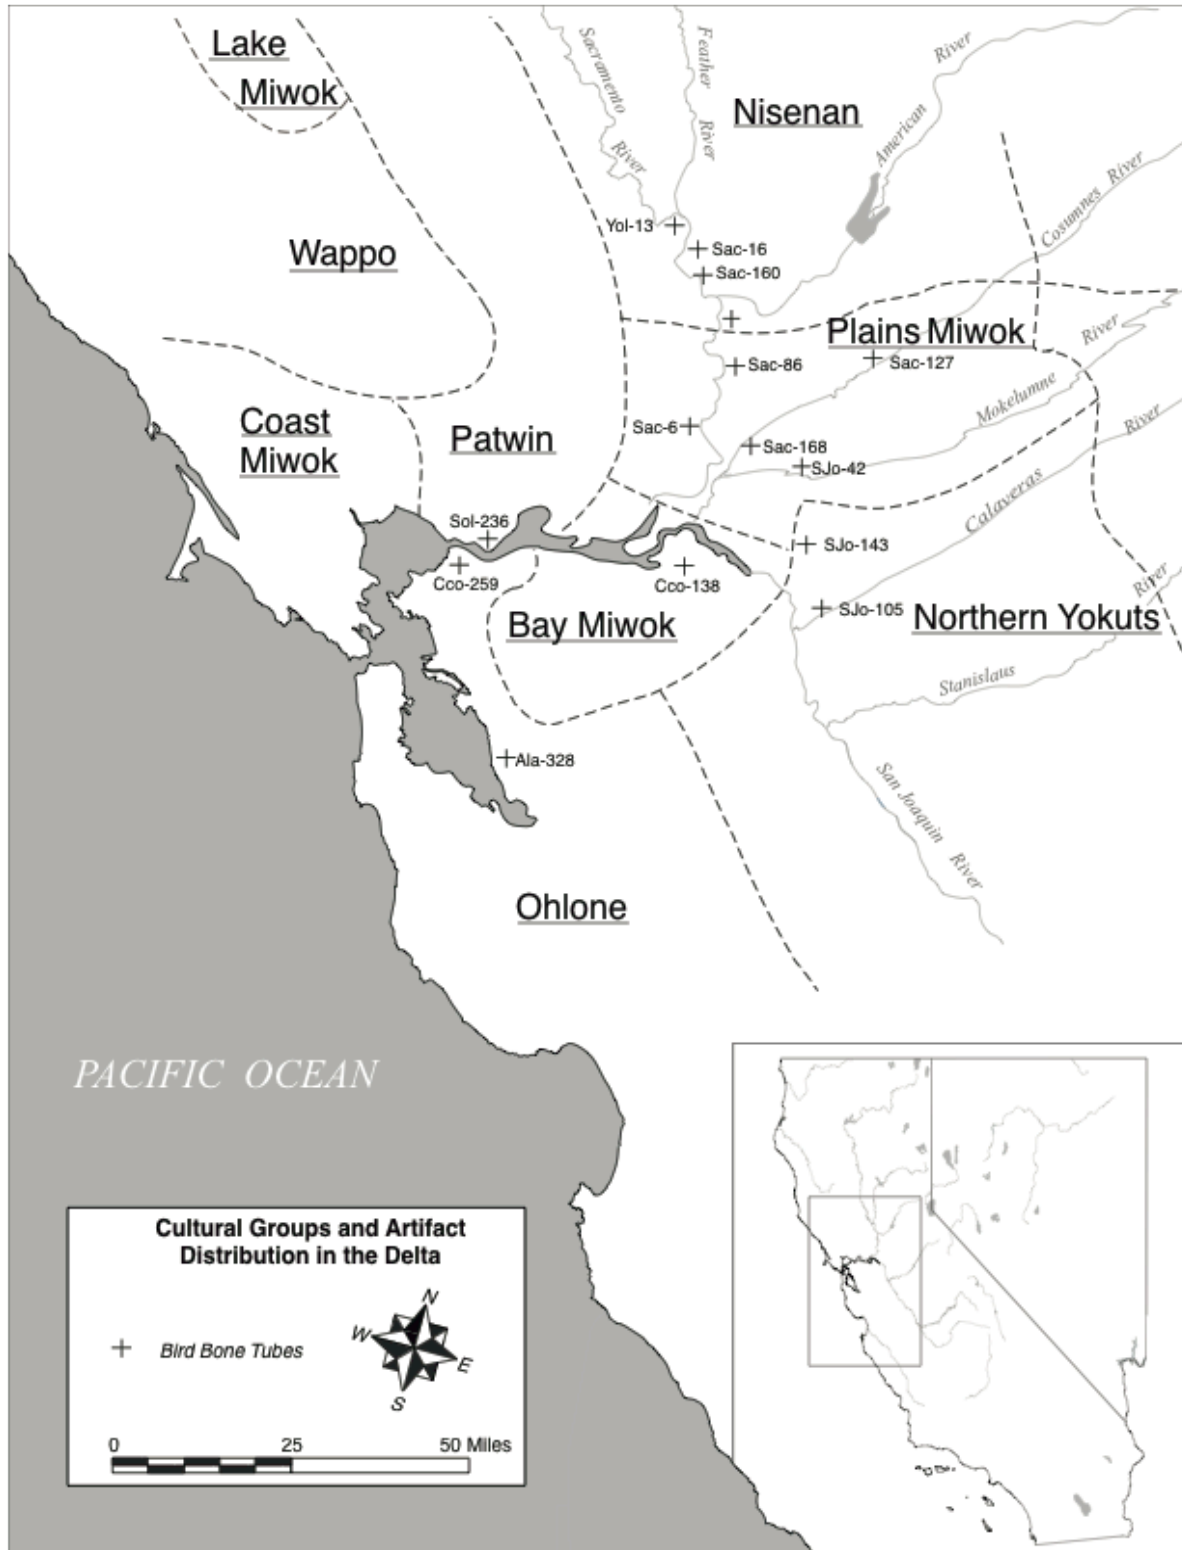 Lake
Miwok
Sacramento
River
Feather
River
Nisenan
American
River
Cosumnes River
Wappo
Yol-13
Sac-16
Sac-160
Plains Miwok
Sac-86
Sac-127
Mokelumne
River
Coast
Miwok
Patwin
Sac-6
Sac-168
SJo-42
Calaveras
River
Sol-236
SJo-143
Cco-259
Cco-138
SJo-105
River
Bay Miwok
Northern Yokuts
Stanislaus
Ala-328
San Joaquin
River
Ohlone
PACIFIC OCEAN
Cultural Groups and Artifact
Distribution in the Delta
Bird Bone Tubes
N
W
E
S
0 25 50 Miles